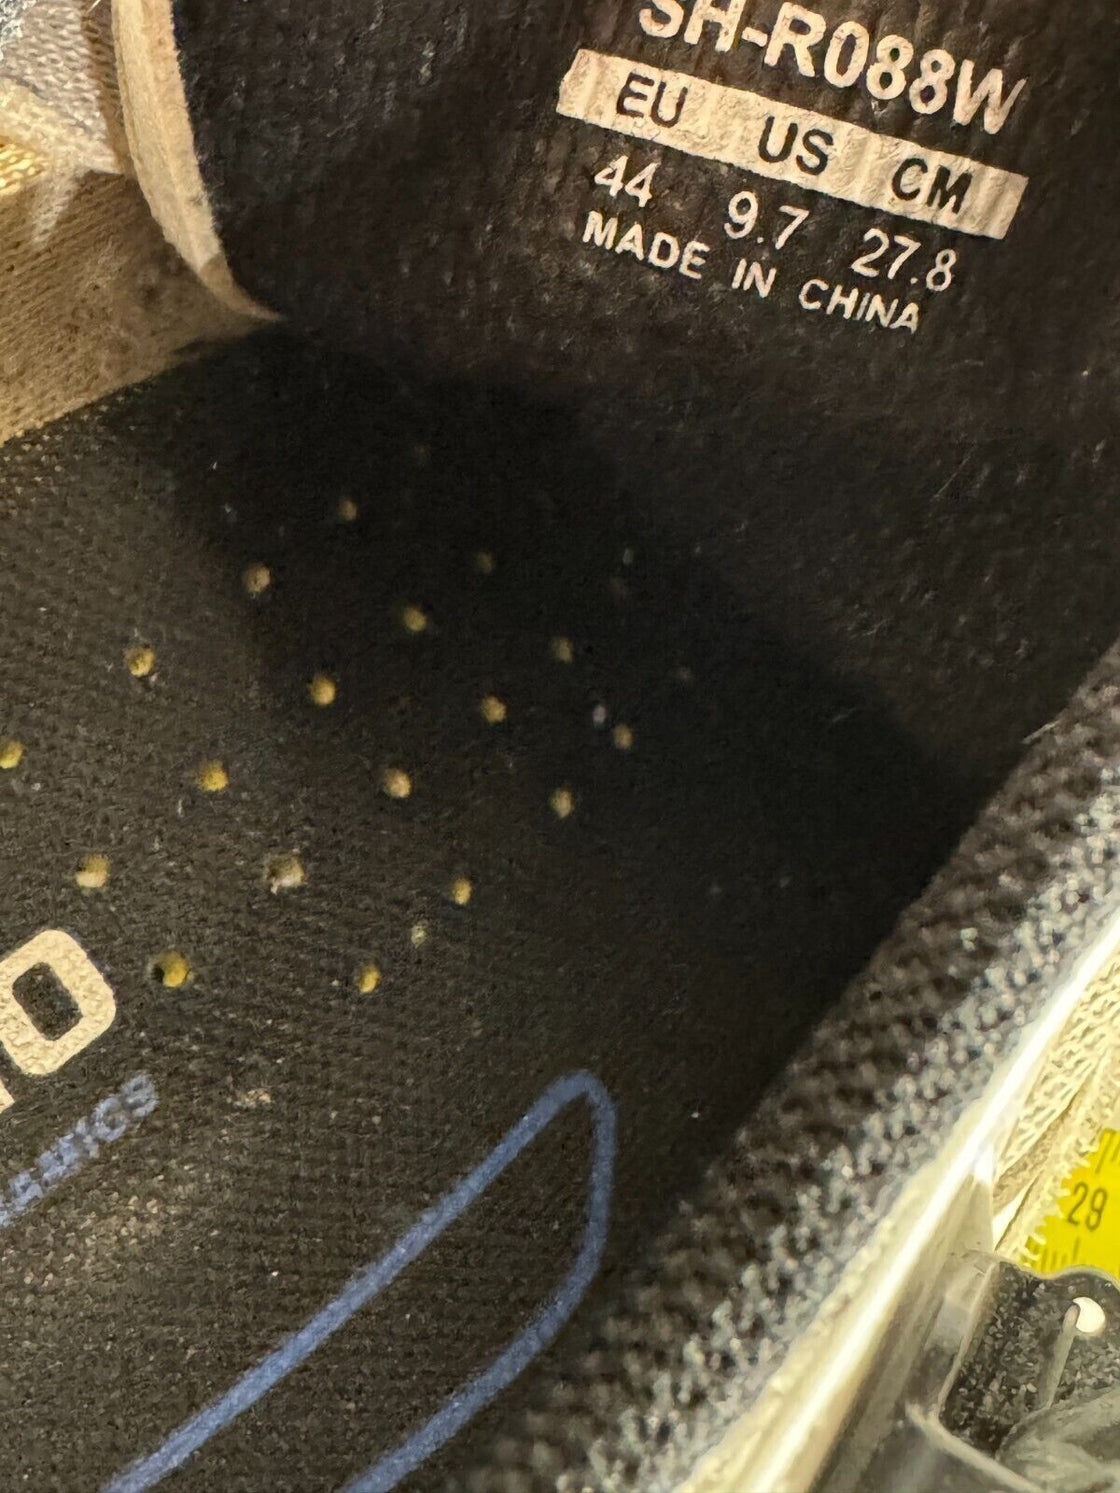 SH-R088W
EU US CM
44 9.7 27.8
MADE IN CHINA
29